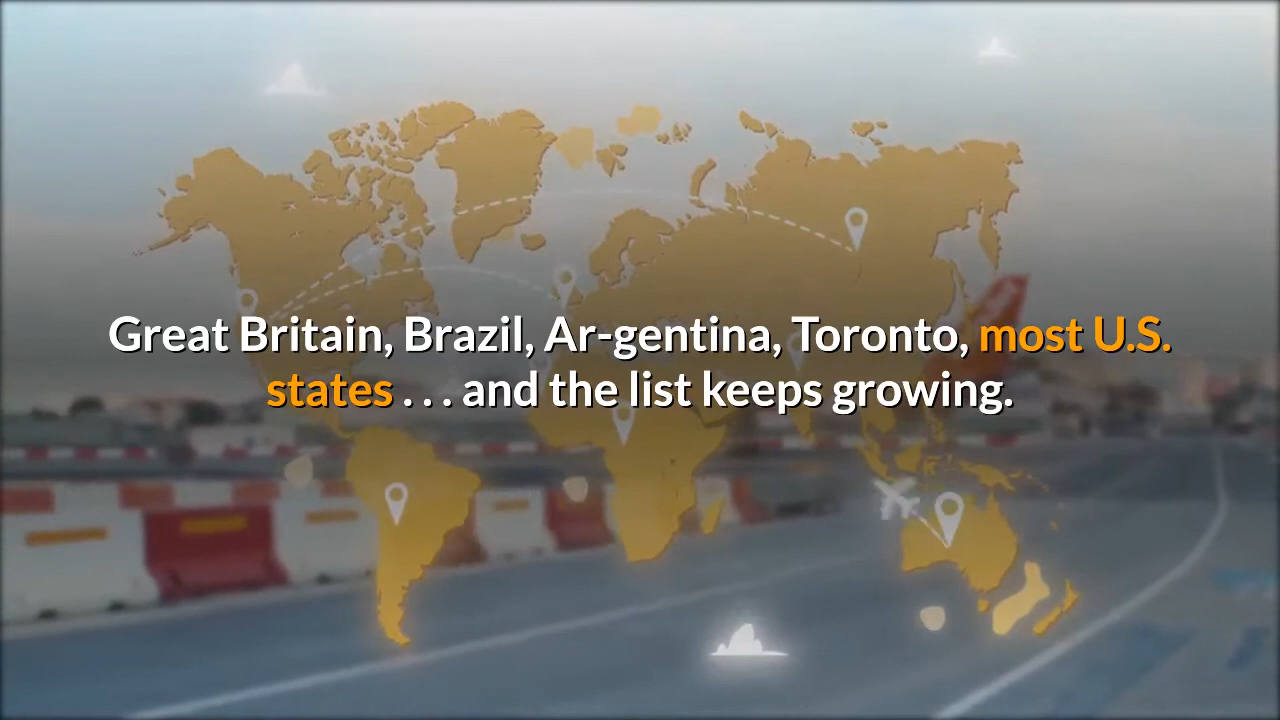 Great Britain, Brazil, Ar-gentina, Toronto, most U.S.
states . . . and the list keeps growing.